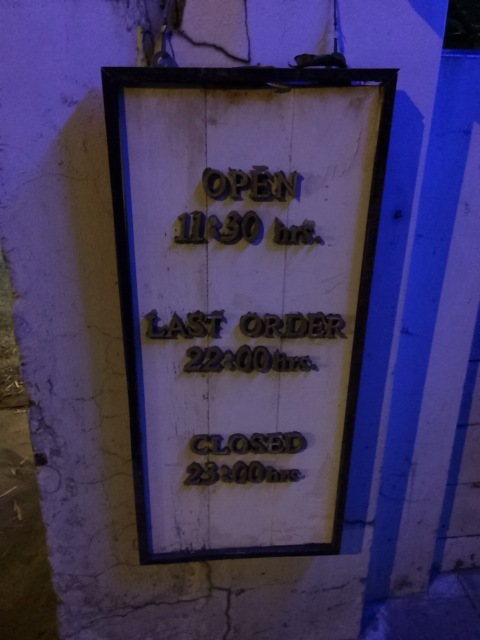 OPEN
11:30 hrs.
LAST ORDER
22:00 hrs.
CLOSED
23:00 hrs.